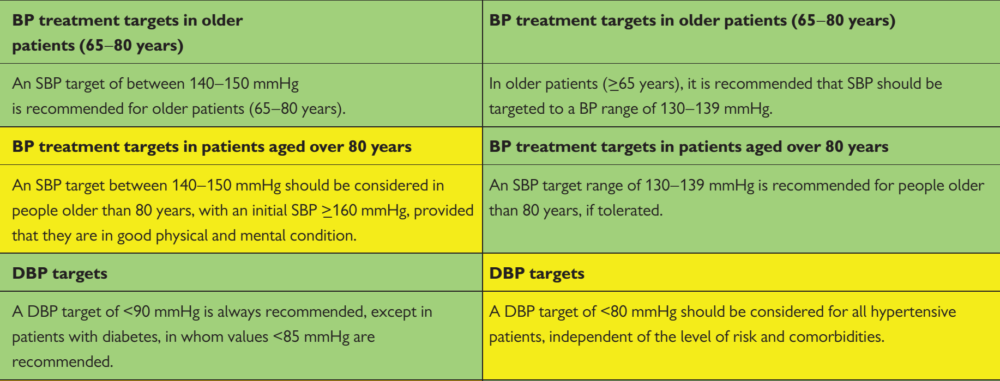 BP treatment targets in older
patients (65–80 years)
BP treatment targets in older patients (65–80 years)
An SBP target of between 140–150 mmHg
is recommended for older patients (65–80 years).
In older patients (≥65 years), it is recommended that SBP should be
targeted to a BP range of 130–139 mmHg.
BP treatment targets in patients aged over 80 years
BP treatment targets in patients aged over 80 years
An SBP target between 140–150 mmHg should be considered in
people older than 80 years, with an initial SBP ≥160 mmHg, provided
that they are in good physical and mental condition.
An SBP target range of 130–139 mmHg is recommended for people older
than 80 years, if tolerated.
DBP targets
DBP targets
A DBP target of <90 mmHg is always recommended, except in
patients with diabetes, in whom values <85 mmHg are
recommended.
A DBP target of <80 mmHg should be considered for all hypertensive
patients, independent of the level of risk and comorbidities.